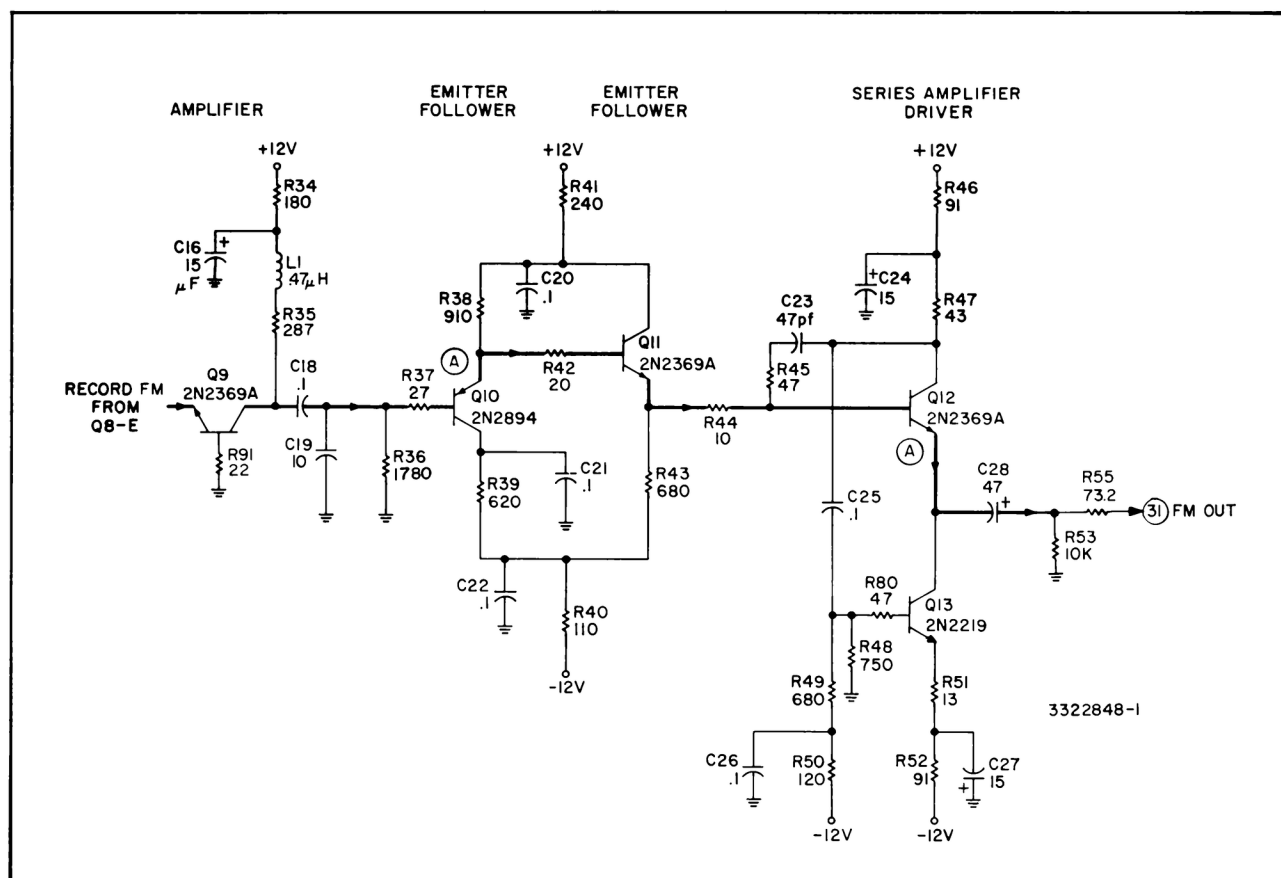 AMPLIFIER
EMITTER
FOLLOWER
EMITTER
FOLLOWER
SERIES AMPLIFIER
DRIVER
+12V
R34
180
C16
15
μF
+
L1
.47μH
R35
287
Q9
2N2369A
RECORD FM
FROM
Q8-E
R91
22
C18
.1
C19
10
R36
1780
R37
27
+12V
R41
240
C20
.1
R38
910
A
R42
20
Q11
2N2369A
Q10
2N2894
C21
.1
R39
620
R43
680
C22
.1
R40
110
-12V
R44
10
R45
47
C23
47pf
+12V
R46
91
+
C24
15
R47
43
Q12
2N2369A
A
C28
47
+
R55
73.2
31 FM OUT
R53
10K
C25
.1
R80
47
Q13
2N2219
R48
750
R49
680
R51
13
3322848-1
C26
.1
R50
120
R52
91
C27
15
+
-12V
-12V